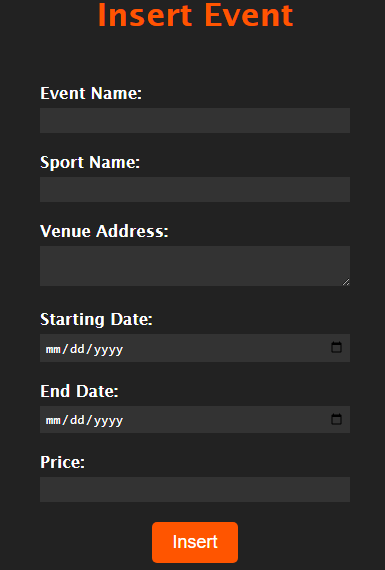 Insert Event
Event Name:
Sport Name:
Venue Address:
Starting Date:
mm/dd/yyyy
End Date:
mm/dd/yyyy
Price:
Insert